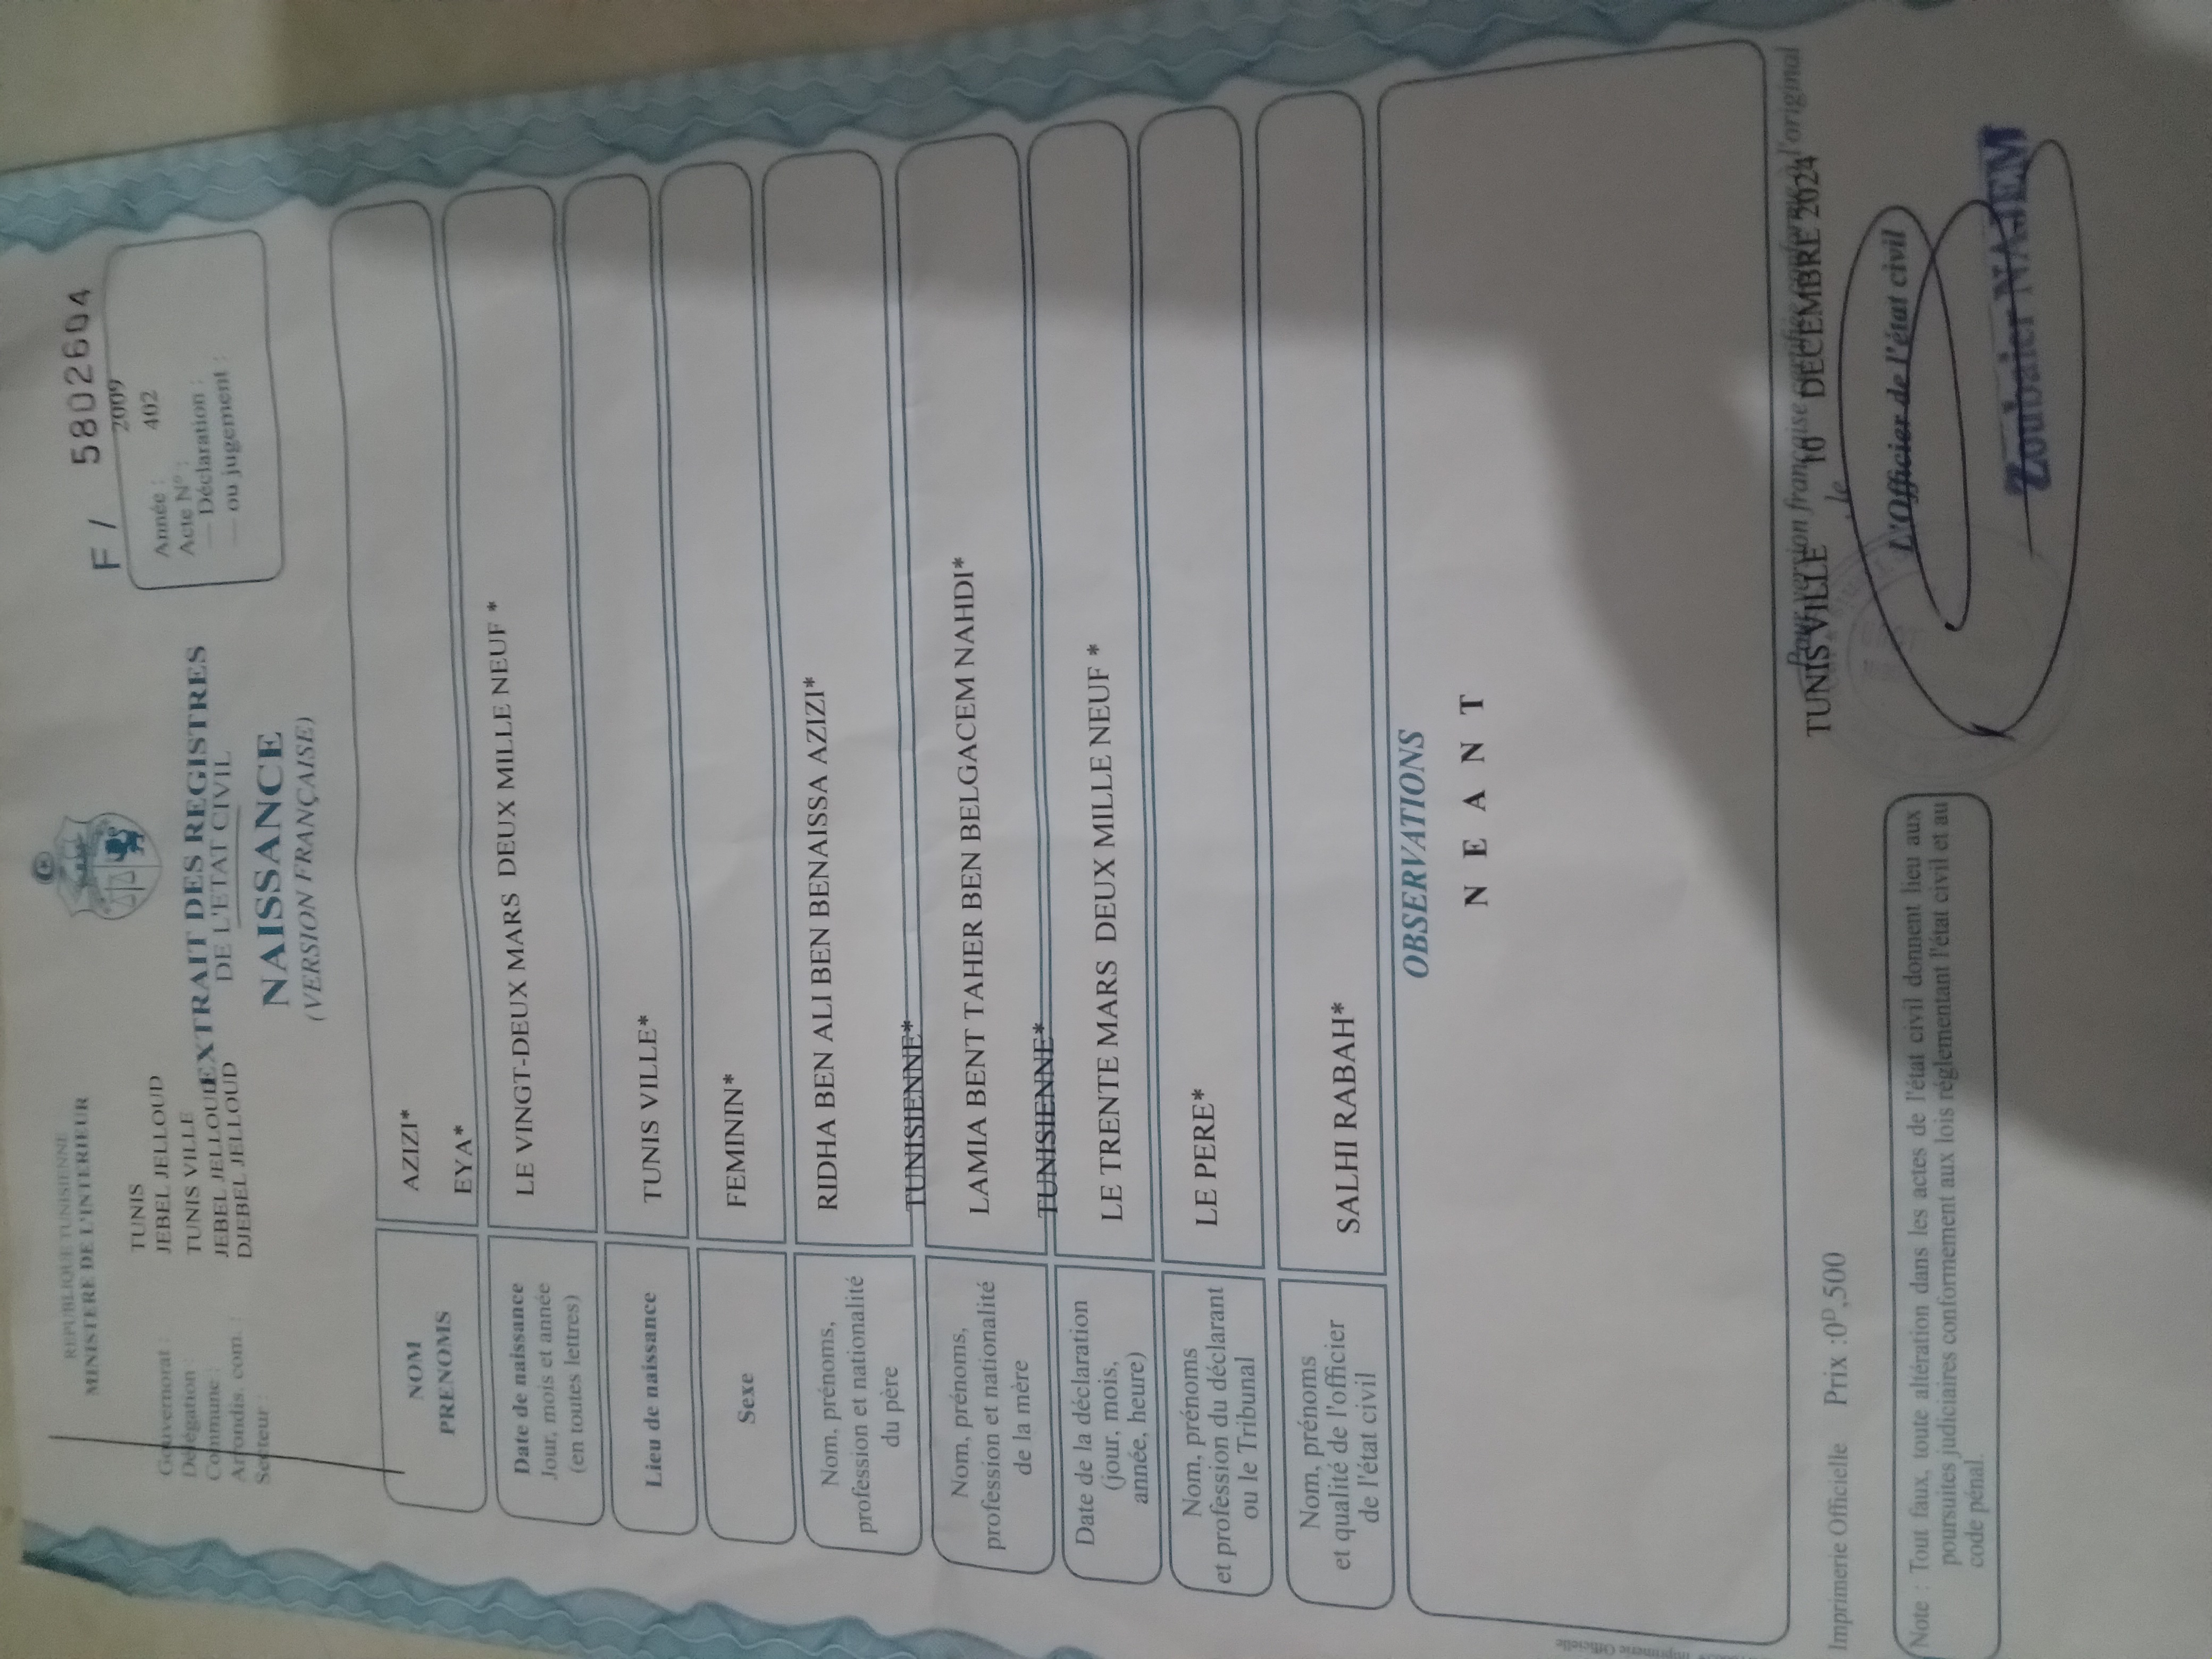 REPUBLIQUE TUNISIENNE
MINISTERE DE L'INTERIEUR
Gouvernorat : TUNIS
Délégation : JEBEL JELLOUD
Commune : TUNIS VILLE
Arrondis. com. : JEBEL JELLOUD
Secteur : DJEBEL JELLOUD
EXTRAIT DES REGISTRES
DE L'ETAT CIVIL
NAISSANCE
(VERSION FRANÇAISE)
F / 5802604
Année : 2009
Acte N° : 402
— Déclaration :
— ou jugement :
NOM AZIZI*
PRENOMS EYA*
Date de naissance
Jour, mois et année
(en toutes lettres)
LE VINGT-DEUX MARS DEUX MILLE NEUF *
Lieu de naissance TUNIS VILLE*
Sexe FEMININ*
Nom, prénoms,
profession et nationalité
du père
RIDHA BEN ALI BEN BENAISSA AZIZI*
TUNISIENNE*
Nom, prénoms,
profession et nationalité
de la mère
LAMIA BENT TAHER BEN BELGACEM NAHDI*
TUNISIENNE*
Date de la déclaration
(jour, mois,
année, heure)
LE TRENTE MARS DEUX MILLE NEUF *
Nom, prénoms
et profession du déclarant
ou le Tribunal
LE PERE*
Nom, prénoms
et qualité de l'officier
de l'état civil
SALHI RABAH*
OBSERVATIONS
N E A N T
Imprimerie Officielle Prix :0ᴰ,500
Pour version française certifiée conforme à l'original
TUNIS VILLE le 10 DECEMBRE 2024
L'Officier de l'état civil
Zoubaier NAJEM
Note : Tout faux, toute altération dans les actes de l'état civil donnent lieu aux
poursuites judiciaires conformement aux lois réglementant l'état civil et au
code pénal.
Imprimerie Officielle